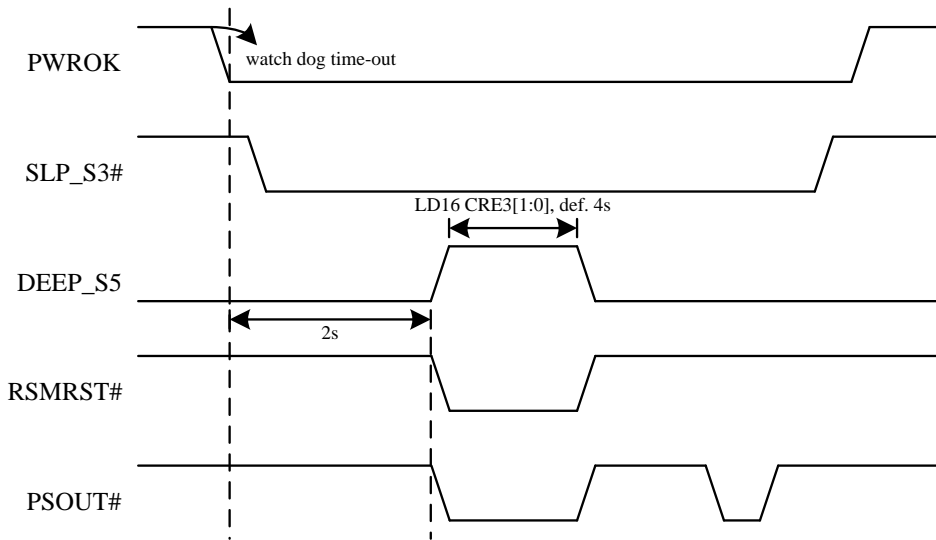 PWROK
watch dog time-out
SLP_S3#
LD16 CRE3[1:0], def. 4s
DEEP_S5
2s
RSMRST#
PSOUT#